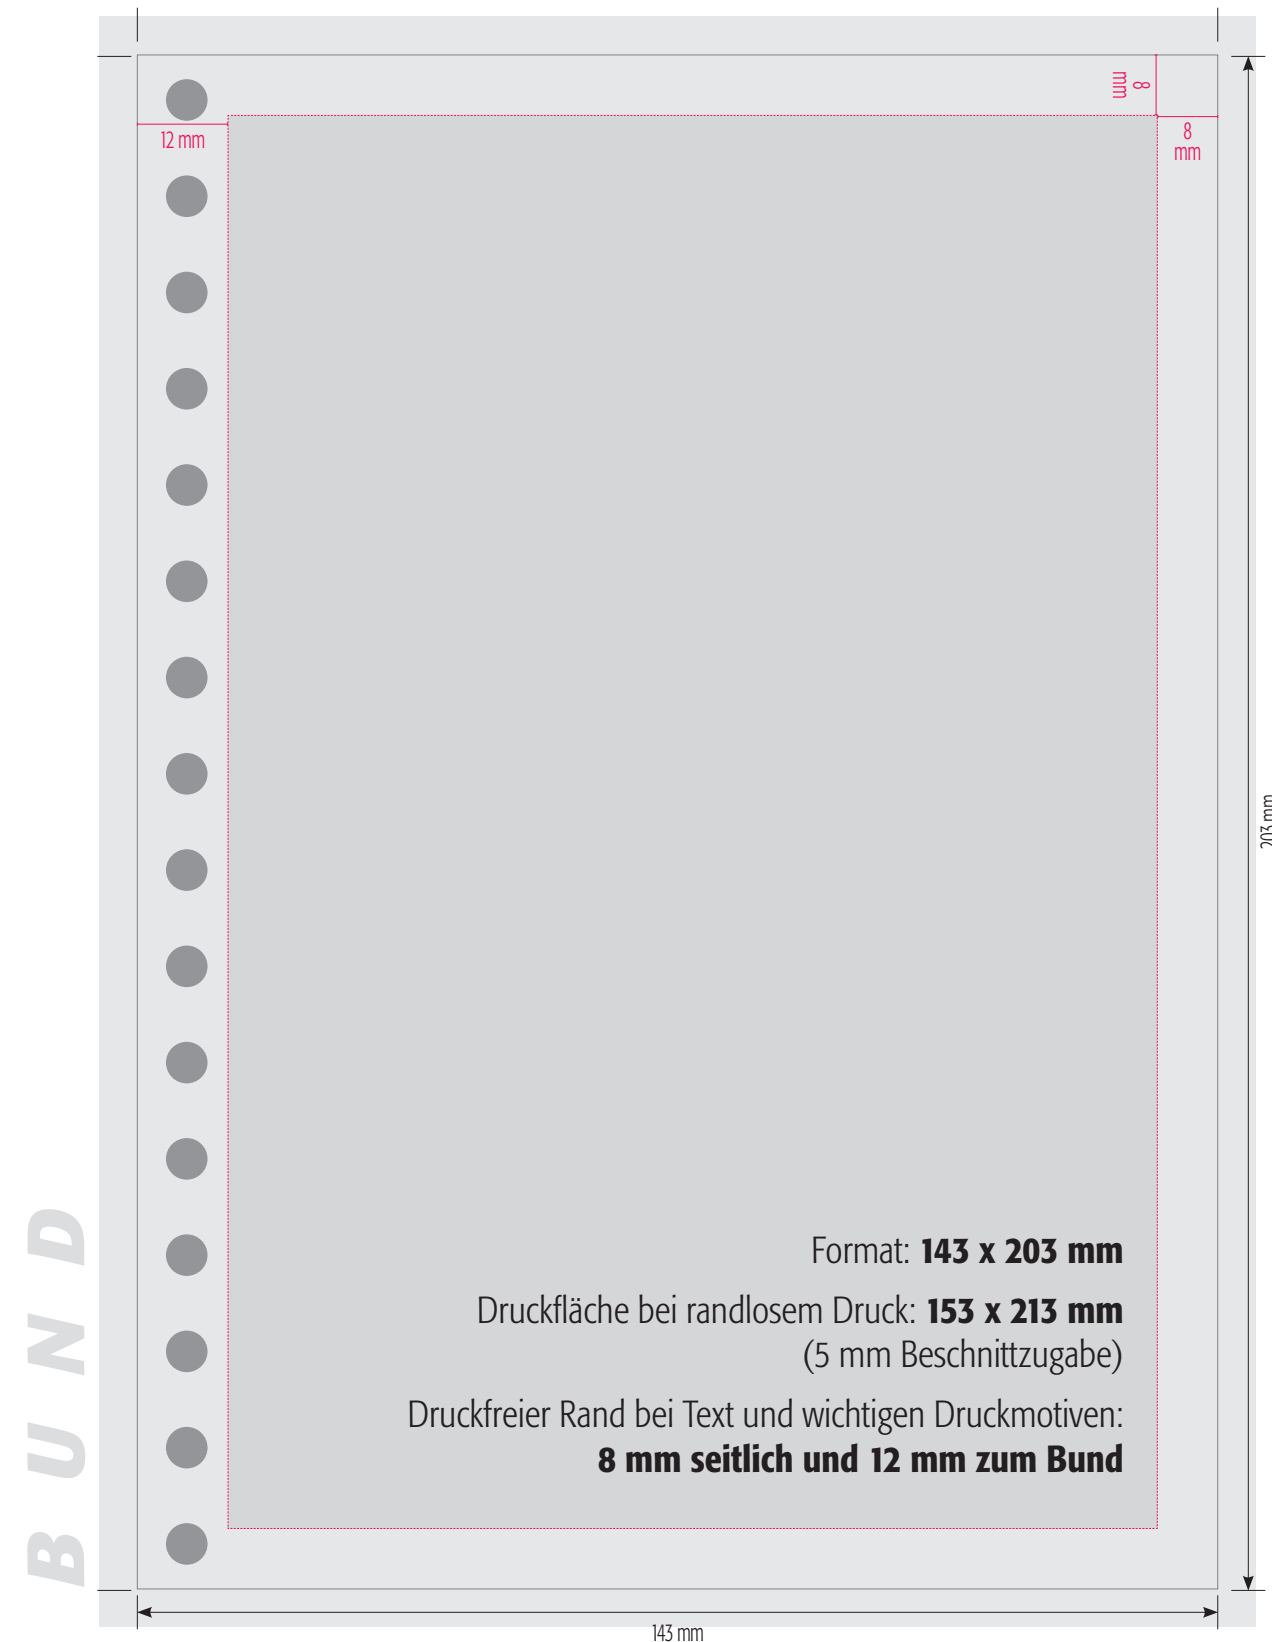 8
mm
12 mm
8
mm
203 mm
Format: 143 x 203 mm
Druckfläche bei randlosem Druck: 153 x 213 mm
(5 mm Beschnittzugabe)
Druckfreier Rand bei Text und wichtigen Druckmotiven:
8 mm seitlich und 12 mm zum Bund
BUND
143 mm